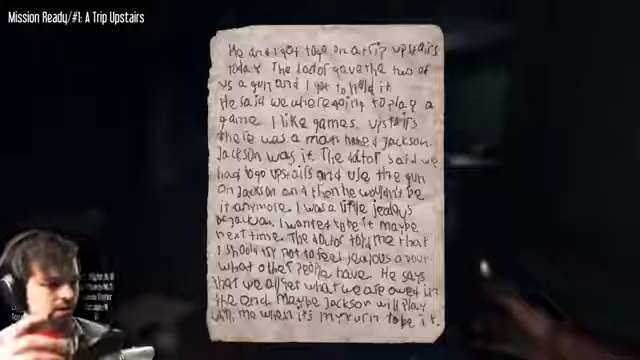 Mission Ready/#1: A Trip Upstairs
He and I got to go on a trip upstairs
today. The doctor gave the two of
us a gun and I got to hold it.
He said we where going to play a
game. I like games. upstairs
there was a man named Jackson.
Jackson was it. The doctor said we
had to go upstairs and use the gun
on Jackson and then he wouldn't be
it anymore. I was a little jealous
of Jackson. I wanted to be it maybe
next time. The doctor told me that
I should try not to feel jealous about
what other people have. He says
that we all get what we are owed in
the end. Maybe Jackson will play
with me when it's my turn to be it.